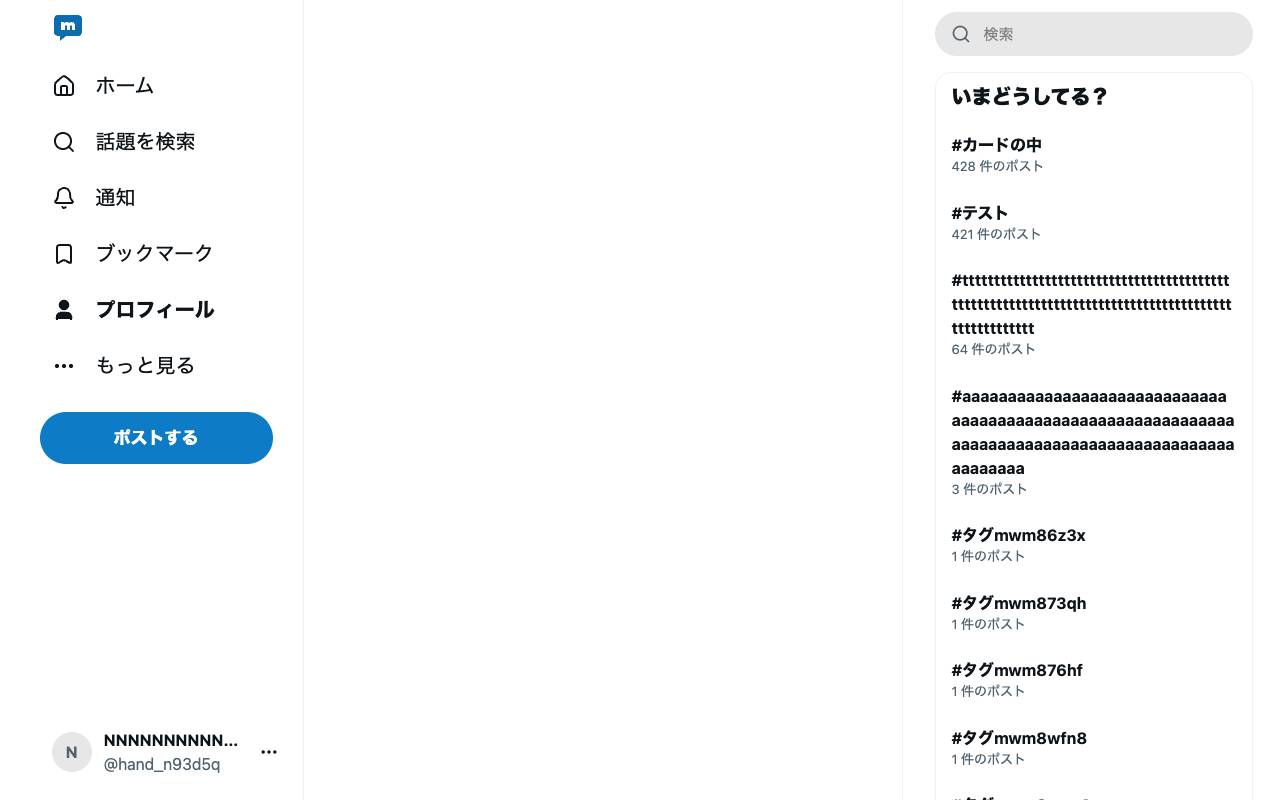 m
ホーム
話題を検索
通知
ブックマーク
プロフィール
もっと見る
ポストする
N
NNNNNNNNNN...
@hand_n93d5q
検索
いまどうしてる？
#カードの中
428 件のポスト
#テスト
421 件のポスト
#tttttttttttttttttttttttttttttttttttttttttt
tttttttttttttttttttttttttttttttttttttttttttt
ttttttttttttt
64 件のポスト
#aaaaaaaaaaaaaaaaaaaaaaaaaaaaa
aaaaaaaaaaaaaaaaaaaaaaaaaaaaaaa
aaaaaaaaaaaaaaaaaaaaaaaaaaaaaaa
aaaaaaaa
3 件のポスト
#タグmwm86z3x
1 件のポスト
#タグmwm873qh
1 件のポスト
#タグmwm876hf
1 件のポスト
#タグmwm8wfn8
1 件のポスト